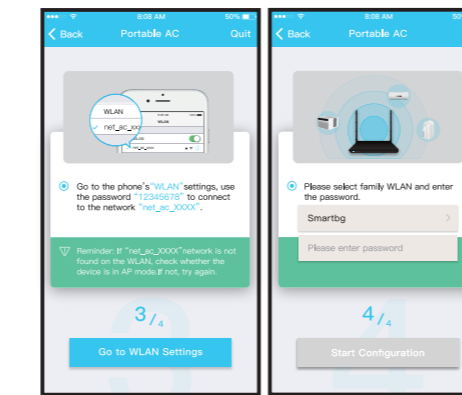 8:08 AM
50%
Back
Portable AC
Quit
WLAN
net_ac_xxx
WLAN
Go to the phone's"WLAN"settings, use
the password "12345678" to connect
to the network "net_ac_XXXX".
Reminder: If "net_ac_XXXX"network is not
found on the WLAN, check whether the
device is in AP mode.If not, try again.
3/4
Go to WLAN Settings
8:08 AM
50
Back
Portable AC
Please select family WLAN and enter
the password.
Smartbg
Please enter password
4/4
Start Configuration